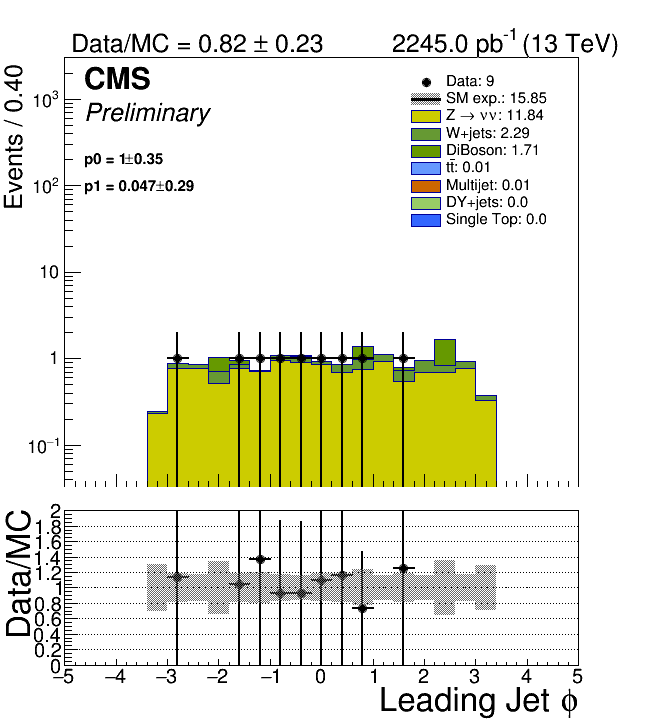 Data/MC = 0.82 ± 0.23 2245.0 pb⁻¹ (13 TeV)
CMS
Preliminary
p0 = 1±0.35
p1 = 0.047±0.29
Data: 9
SM exp.: 15.85
Z → νν: 11.84
W+jets: 2.29
DiBoson: 1.71
tt̄: 0.01
Multijet: 0.01
DY+jets: 0.0
Single Top: 0.0
Events / 0.40
10³
10²
10
1
10⁻¹
Data/MC
2
1.8
1.6
1.4
1.2
1
0.8
0.6
0.4
0.2
0
−5 −4 −3 −2 −1 0 1 2 3 4 5
Leading Jet ϕ